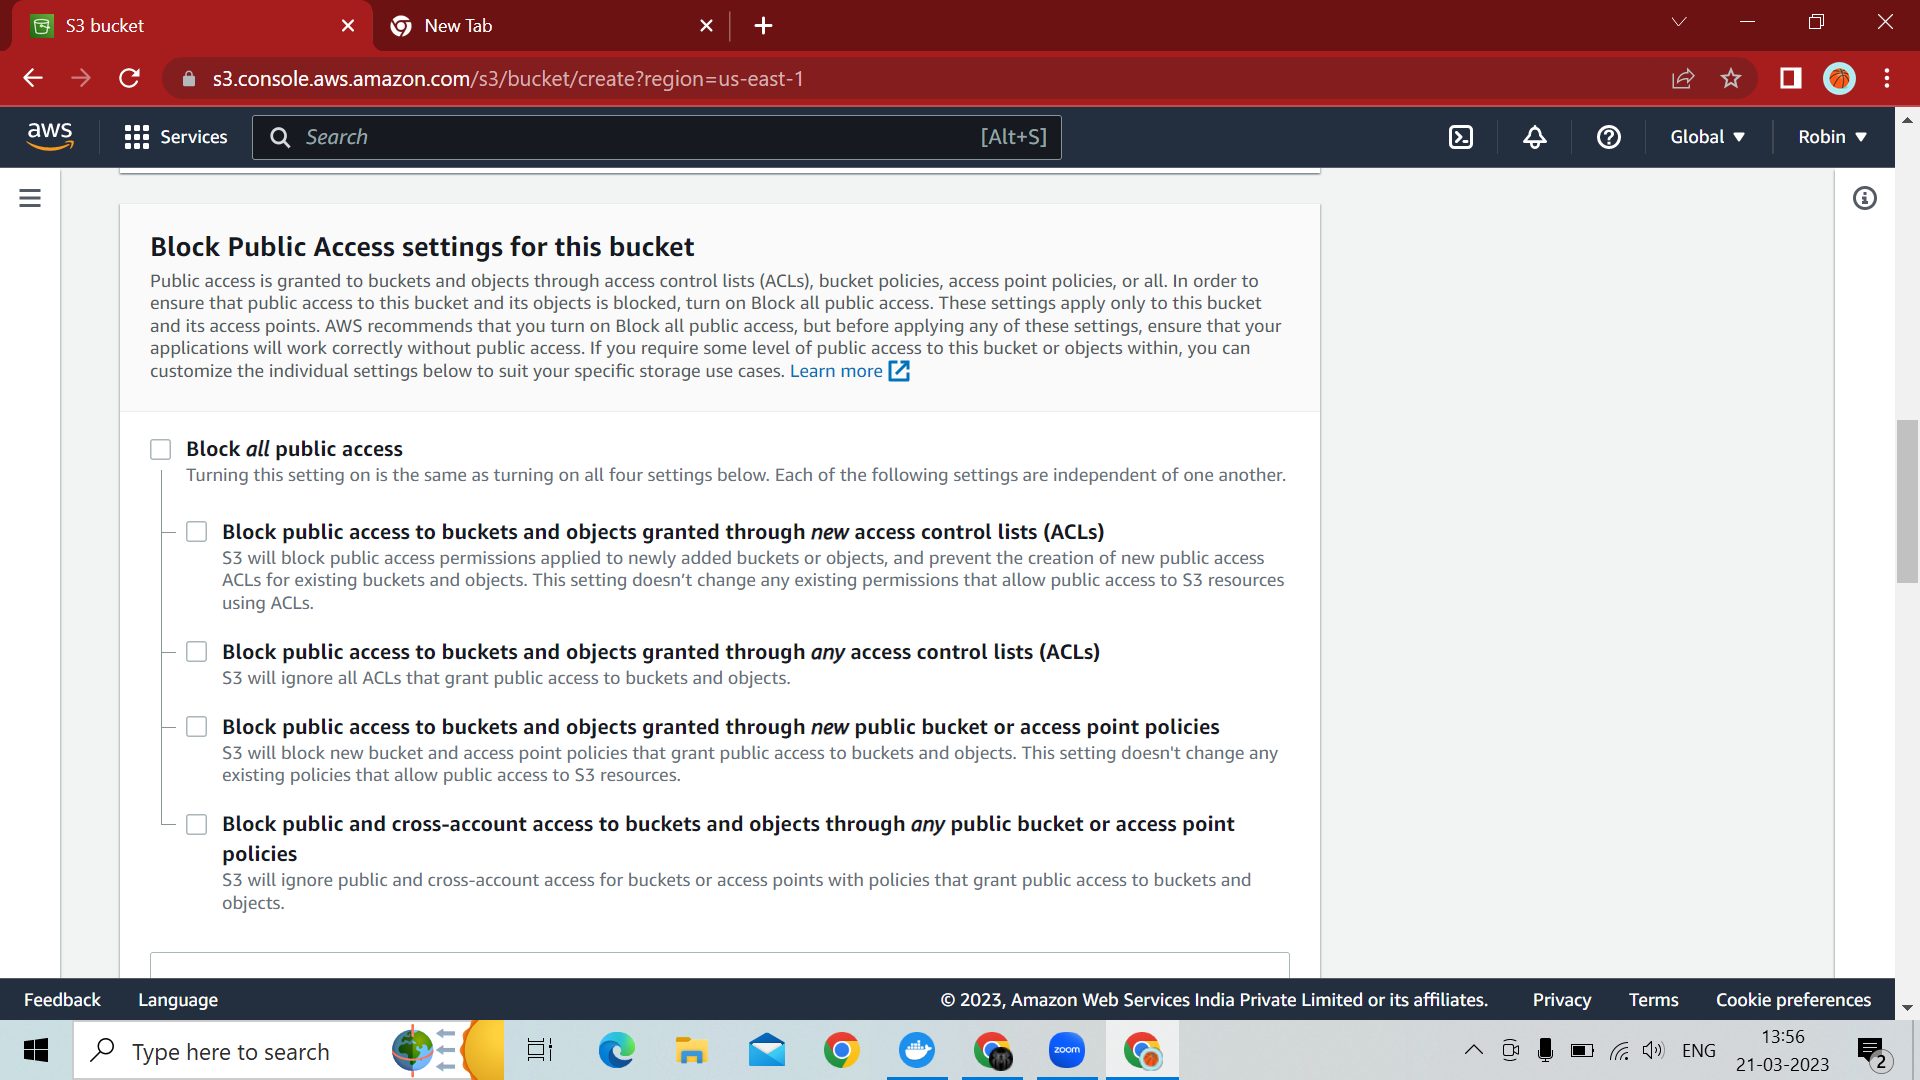 S3 bucket
New Tab
s3.console.aws.amazon.com/s3/bucket/create?region=us-east-1
aws
Services
Search
[Alt+S]
Global
Robin
Block Public Access settings for this bucket
Public access is granted to buckets and objects through access control lists (ACLs), bucket policies, access point policies, or all. In order to
ensure that public access to this bucket and its objects is blocked, turn on Block all public access. These settings apply only to this bucket
and its access points. AWS recommends that you turn on Block all public access, but before applying any of these settings, ensure that your
applications will work correctly without public access. If you require some level of public access to this bucket or objects within, you can
customize the individual settings below to suit your specific storage use cases. Learn more
Block all public access
Turning this setting on is the same as turning on all four settings below. Each of the following settings are independent of one another.
Block public access to buckets and objects granted through new access control lists (ACLs)
S3 will block public access permissions applied to newly added buckets or objects, and prevent the creation of new public access
ACLs for existing buckets and objects. This setting doesn’t change any existing permissions that allow public access to S3 resources
using ACLs.
Block public access to buckets and objects granted through any access control lists (ACLs)
S3 will ignore all ACLs that grant public access to buckets and objects.
Block public access to buckets and objects granted through new public bucket or access point policies
S3 will block new bucket and access point policies that grant public access to buckets and objects. This setting doesn't change any
existing policies that allow public access to S3 resources.
Block public and cross-account access to buckets and objects through any public bucket or access point
policies
S3 will ignore public and cross-account access for buckets or access points with policies that grant public access to buckets and
objects.
Feedback
Language
© 2023, Amazon Web Services India Private Limited or its affiliates.
Privacy
Terms
Cookie preferences
Type here to search
zoom
ENG
13:56
21-03-2023
2